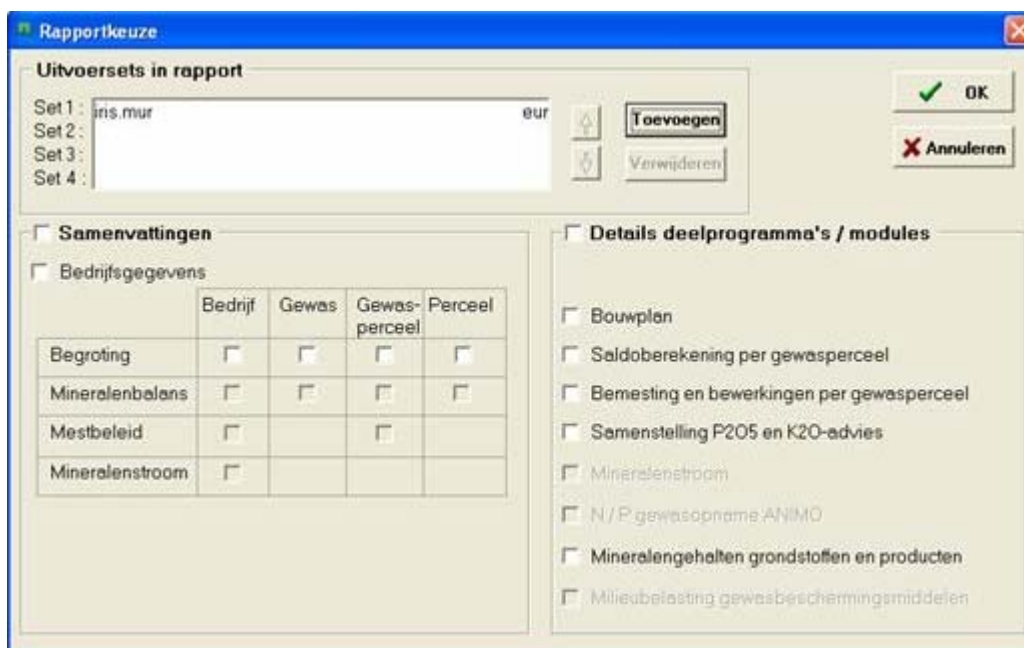 Rapportkeuze
Uitvoersets in rapport
Set 1 : iris.mur eur
Set 2 :
Set 3 :
Set 4 :
Toevoegen
Verwijderen
OK
Annuleren
Samenvattingen
Bedrijfsgegevens
Bedrijf Gewas Gewas-perceel Perceel
Begroting
Mineralenbalans
Mestbeleid
Mineralenstroom
Details deelprogramma's / modules
Bouwplan
Saldoberekening per gewasperceel
Bemesting en bewerkingen per gewasperceel
Samenstelling P2O5 en K2O-advies
Mineralenstroom
N / P gewasopname ANIMO
Mineralengehalten grondstoffen en producten
Milieubelasting gewasbeschermingsmiddelen